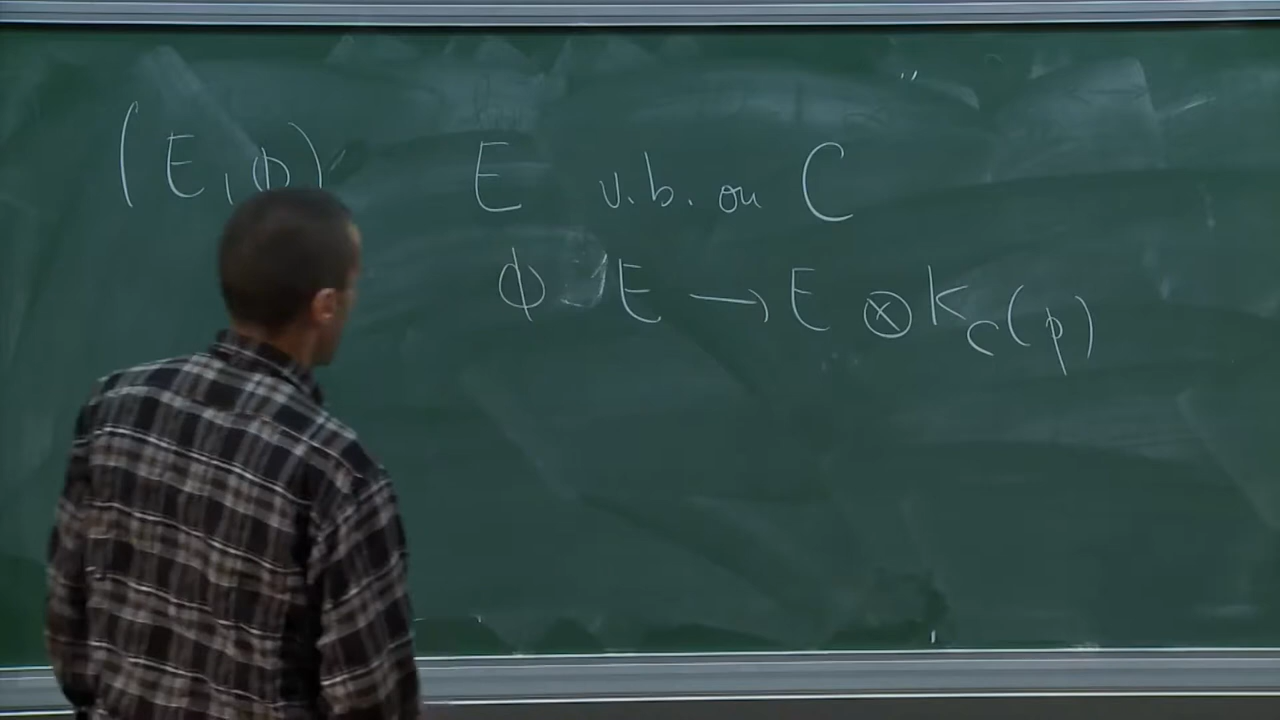 (E, ϕ) E v.b. on C
ϕ : E → E ⊗ K_C(p)